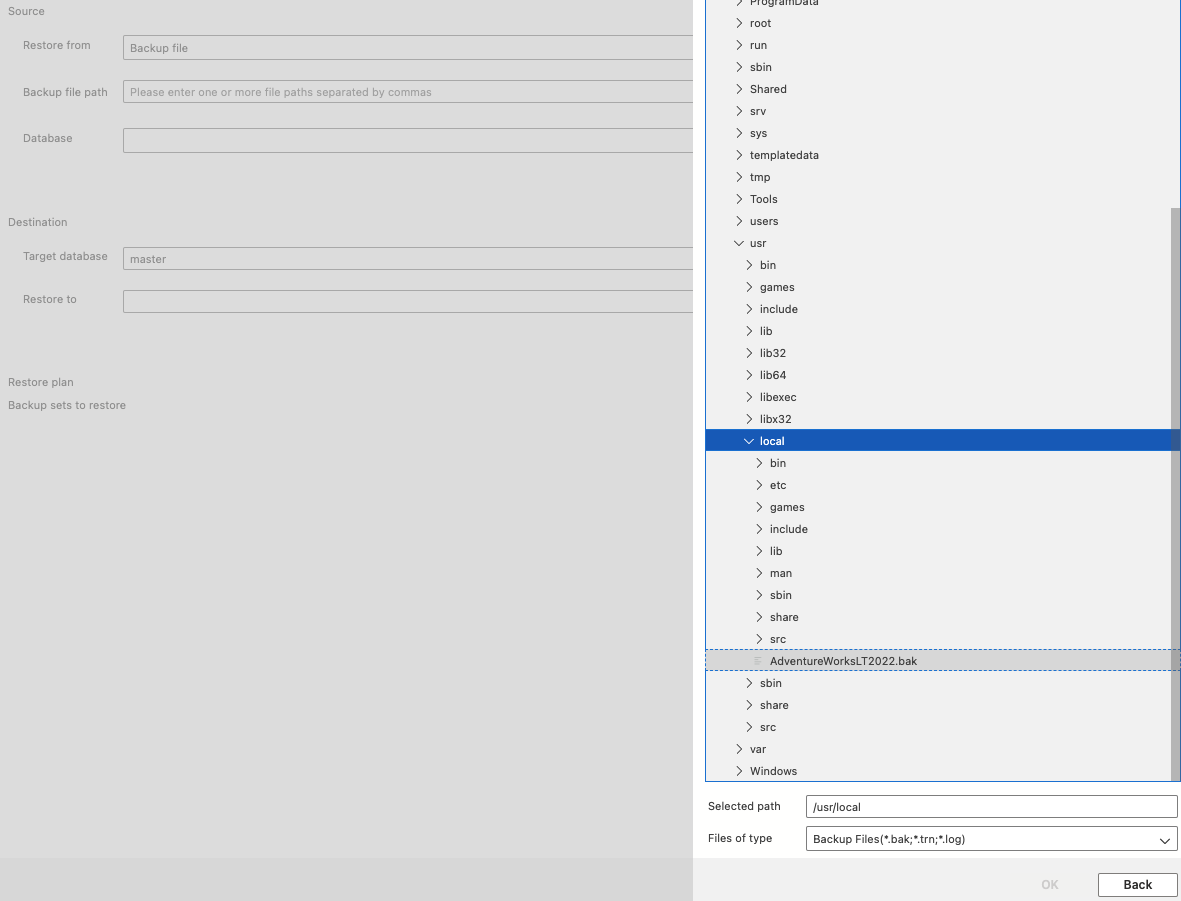 Source
Restore from
Backup file
Backup file path
Please enter one or more file paths separated by commas
Database
Destination
Target database
master
Restore to
Restore plan
Backup sets to restore
ProgramData
root
run
sbin
Shared
srv
sys
templatedata
tmp
Tools
users
usr
bin
games
include
lib
lib32
lib64
libexec
libx32
local
bin
etc
games
include
lib
man
sbin
share
src
AdventureWorksLT2022.bak
sbin
share
src
var
Windows
Selected path
/usr/local
Files of type
Backup Files(*.bak;*.trn;*.log)
OK
Back